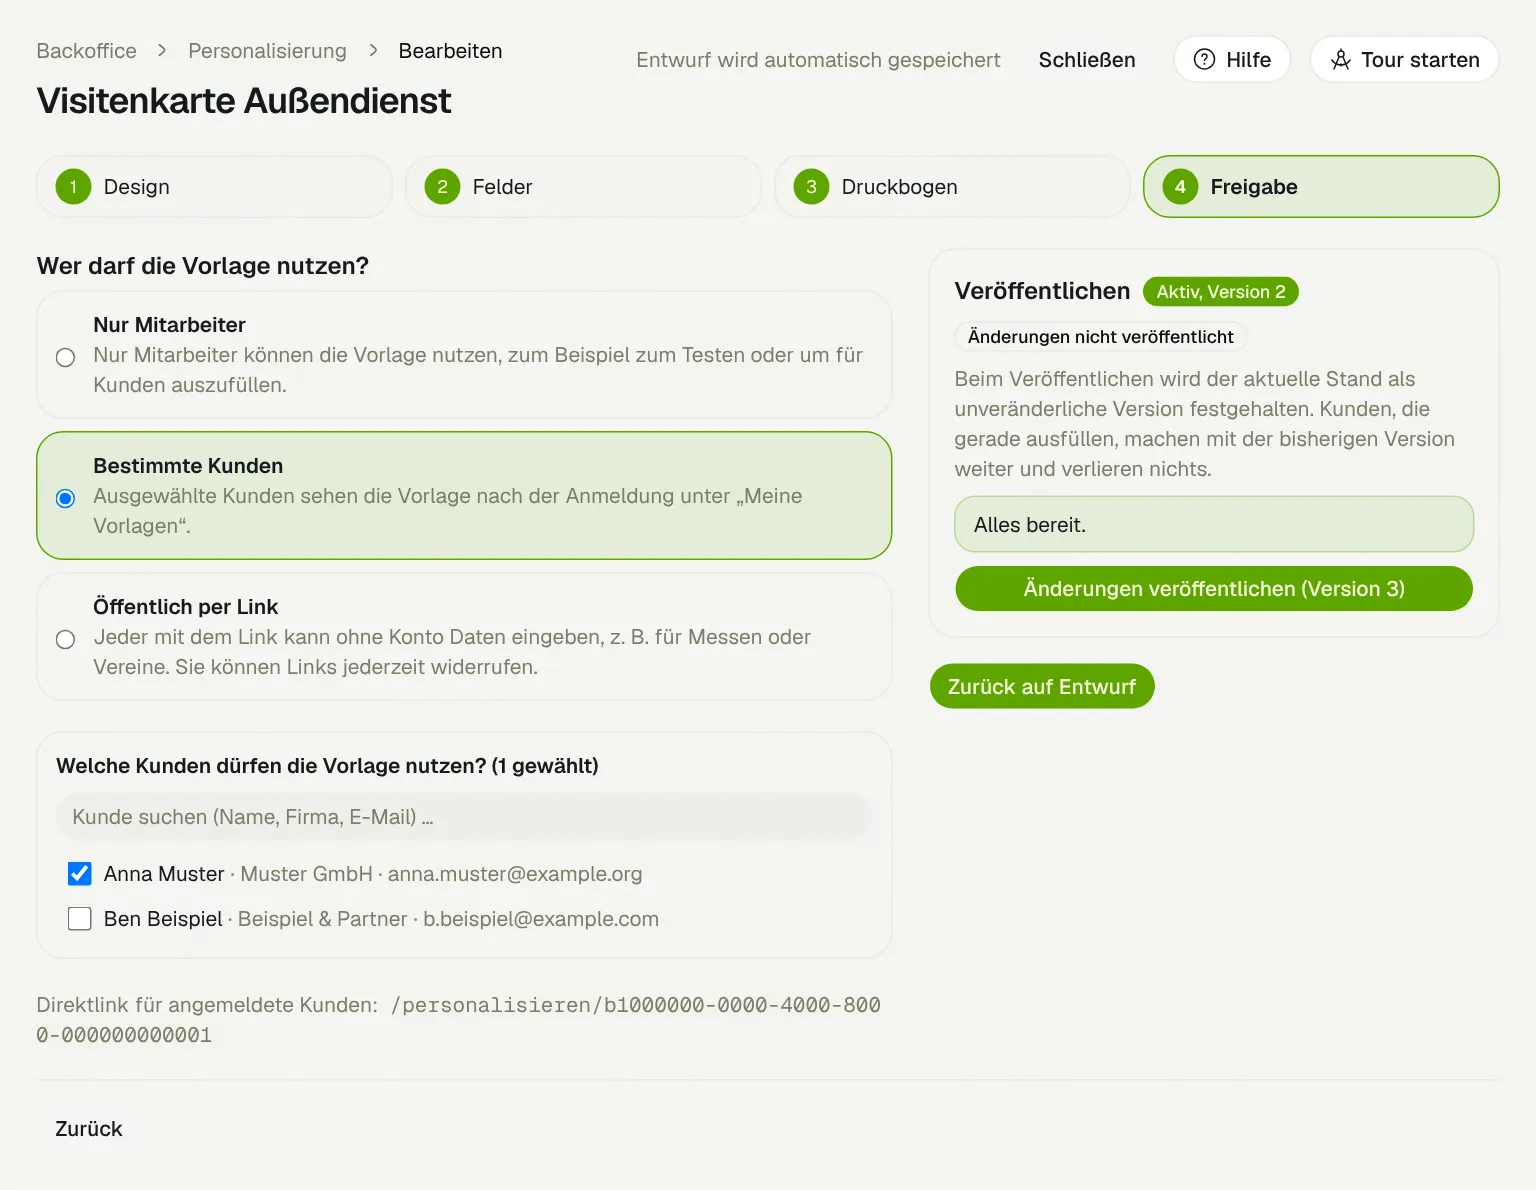 Backoffice > Personalisierung > Bearbeiten
Visitenkarte Außendienst
Entwurf wird automatisch gespeichert
Schließen
Hilfe
Tour starten
1 Design
2 Felder
3 Druckbogen
4 Freigabe
Wer darf die Vorlage nutzen?
Nur Mitarbeiter
Nur Mitarbeiter können die Vorlage nutzen, zum Beispiel zum Testen oder um für
Kunden auszufüllen.
Bestimmte Kunden
Ausgewählte Kunden sehen die Vorlage nach der Anmeldung unter „Meine
Vorlagen“.
Öffentlich per Link
Jeder mit dem Link kann ohne Konto Daten eingeben, z. B. für Messen oder
Vereine. Sie können Links jederzeit widerrufen.
Welche Kunden dürfen die Vorlage nutzen? (1 gewählt)
Kunde suchen (Name, Firma, E-Mail) …
Anna Muster · Muster GmbH · anna.muster@example.org
Ben Beispiel · Beispiel & Partner · b.beispiel@example.com
Direktlink für angemeldete Kunden: /personalisieren/b1000000-0000-4000-800
0-000000000001
Veröffentlichen Aktiv, Version 2
Änderungen nicht veröffentlicht
Beim Veröffentlichen wird der aktuelle Stand als
unveränderliche Version festgehalten. Kunden, die
gerade ausfüllen, machen mit der bisherigen Version
weiter und verlieren nichts.
Alles bereit.
Änderungen veröffentlichen (Version 3)
Zurück auf Entwurf
Zurück